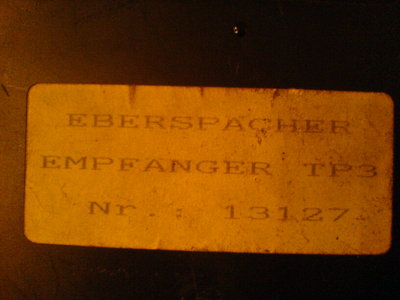 EBERSPACHER
EMPFANGER TP3
Nr.: 13127.